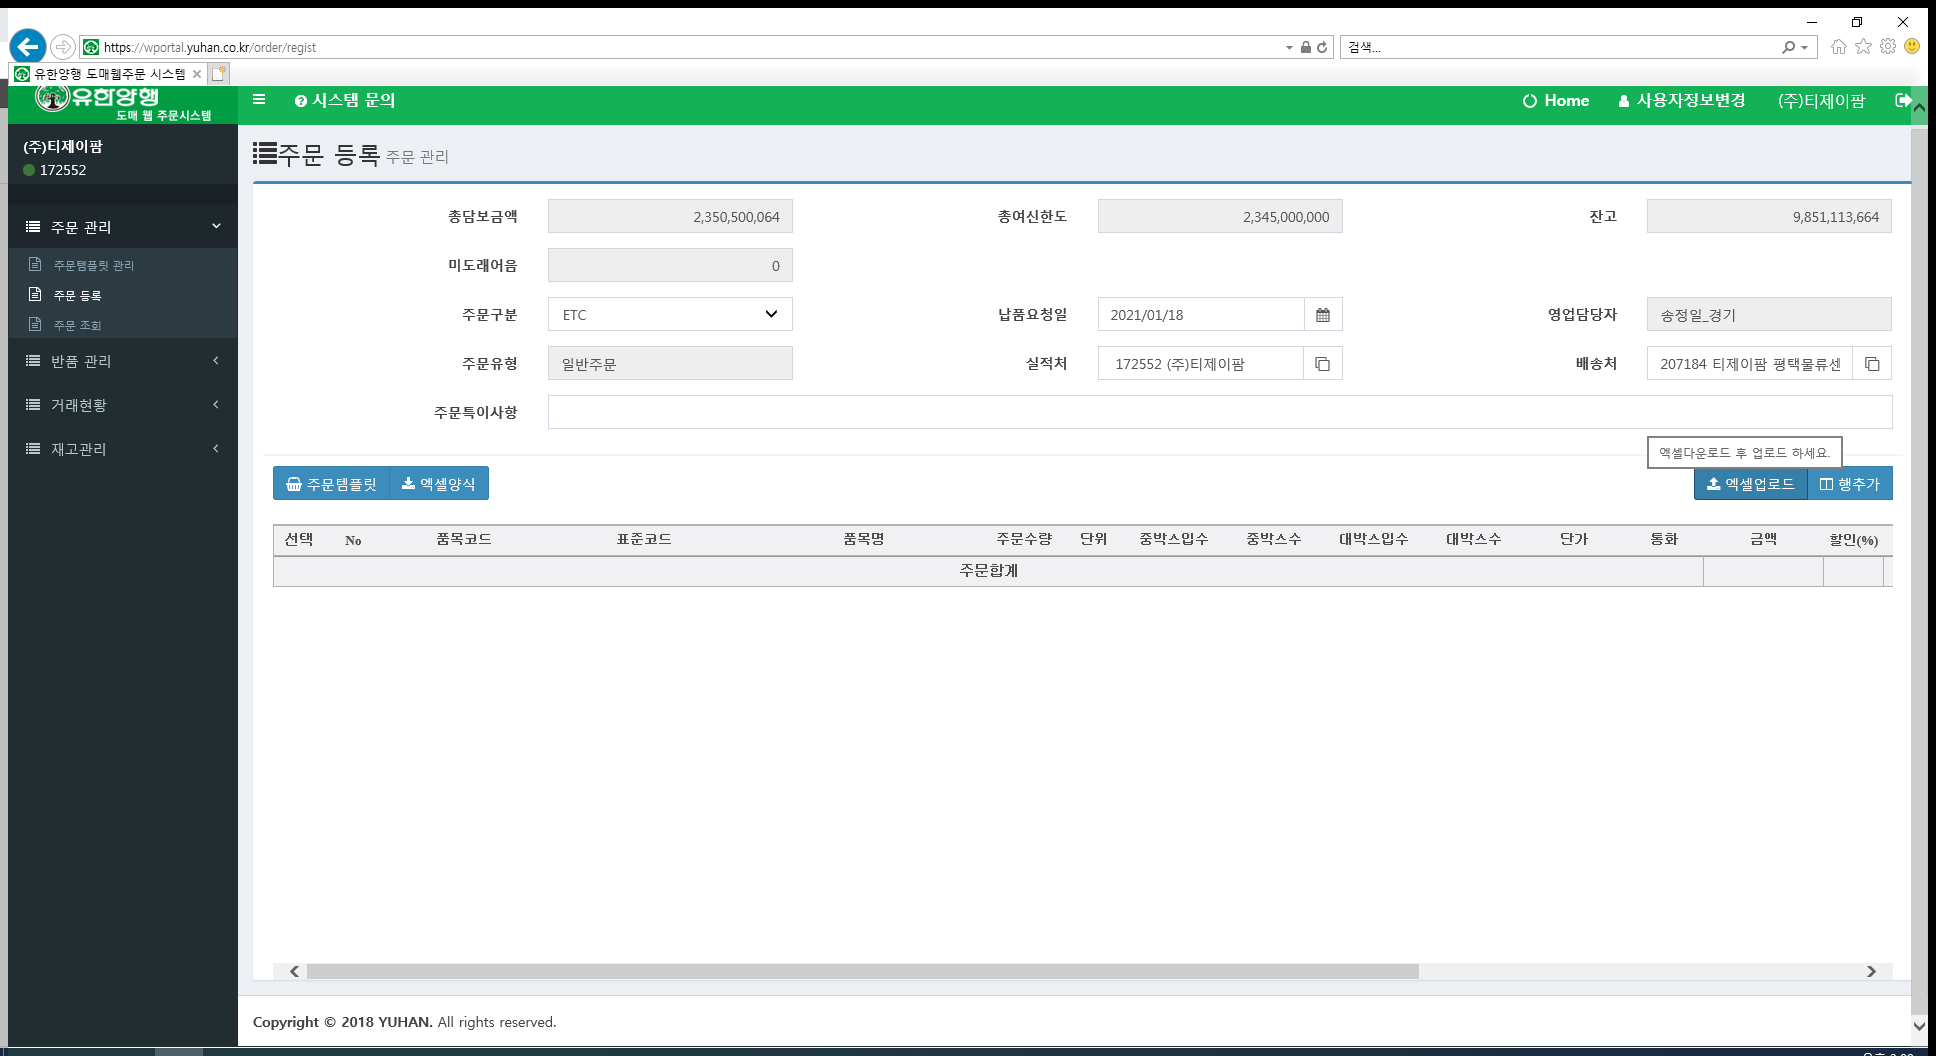 https://wportal.yuhan.co.kr/order/regist
검색...
유한양행 도매웹주문 시스템
유한양행
도매 웹 주문시스템
시스템 문의
Home
사용자정보변경
(주)티제이팜
(주)티제이팜
172552
주문 관리
주문템플릿 관리
주문 등록
주문 조회
반품 관리
거래현황
재고관리
주문 등록 주문 관리
총담보금액 2,350,500,064 총여신한도 2,345,000,000 잔고 9,851,113,664
미도래어음 0
주문구분 ETC 납품요청일 2021/01/18 영업담당자 송정일_경기
주문유형 일반주문 실적처 172552 (주)티제이팜 배송처 207184 티제이팜 평택물류센
주문특이사항
엑셀다운로드 후 업로드 하세요.
주문템플릿 엑셀양식 엑셀업로드 행추가
선택 No 품목코드 표준코드 품목명 주문수량 단위 중박스입수 중박스수 대박스입수 대박스수 단가 통화 금액 할인(%)
주문합계
Copyright © 2018 YUHAN. All rights reserved.